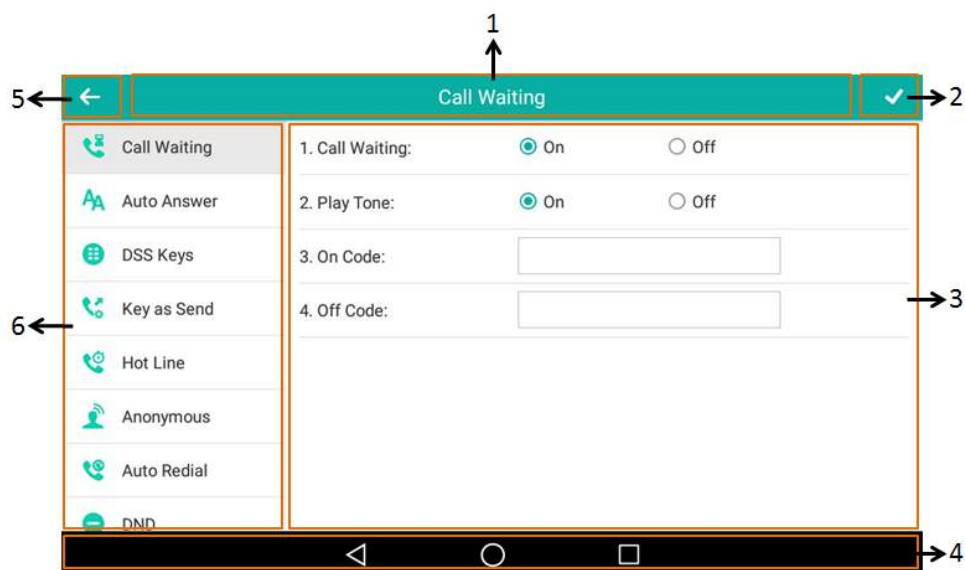 1
5
Call Waiting
2
Call Waiting
1. Call Waiting: On Off
Auto Answer
2. Play Tone: On Off
DSS Keys
3. On Code:
Key as Send
4. Off Code:
3
6
Hot Line
Anonymous
Auto Redial
DND
4